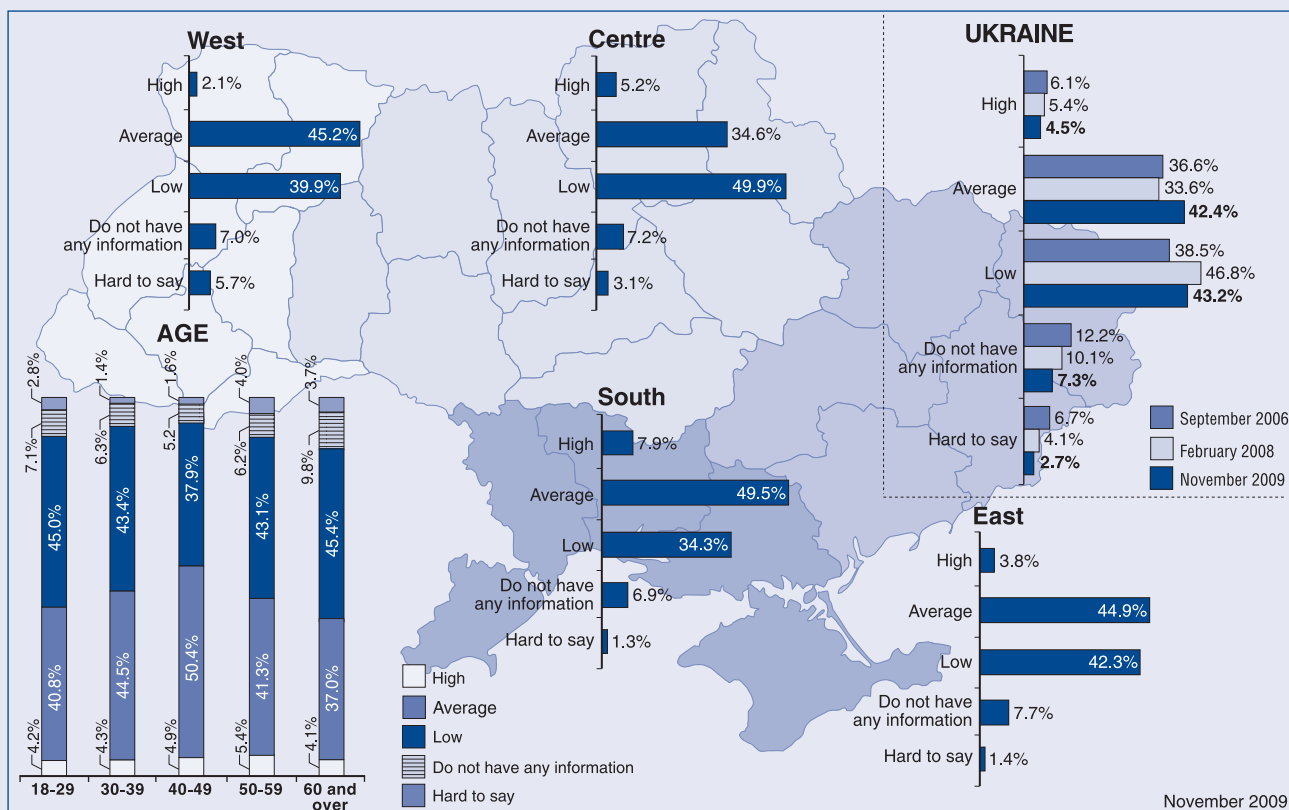 West
High
2.1%
Average
45.2%
Low
39.9%
Do not have
any information
7.0%
Hard to say
5.7%
Centre
High
5.2%
Average
34.6%
Low
49.9%
Do not have
any information
7.2%
Hard to say
3.1%
UKRAINE
High
6.1%
5.4%
4.5%
Average
36.6%
33.6%
42.4%
Low
38.5%
46.8%
43.2%
Do not have
any information
12.2%
10.1%
7.3%
Hard to say
6.7%
4.1%
2.7%
September 2006
February 2008
November 2009
AGE
2.8%
7.1%
45.0%
40.8%
4.2%
18-29
1.4%
6.3%
43.4%
44.5%
4.3%
30-39
1.6%
5.2
37.9%
50.4%
4.9%
40-49
4.0%
6.2%
43.1%
41.3%
5.4%
50-59
3.7%
9.8%
45.4%
37.0%
4.1%
60 and
over
High
Average
Low
Do not have any information
Hard to say
South
High
7.9%
Average
49.5%
Low
34.3%
Do not have
any information
6.9%
Hard to say
1.3%
East
High
3.8%
Average
44.9%
Low
42.3%
Do not have
any information
7.7%
Hard to say
1.4%
November 2009